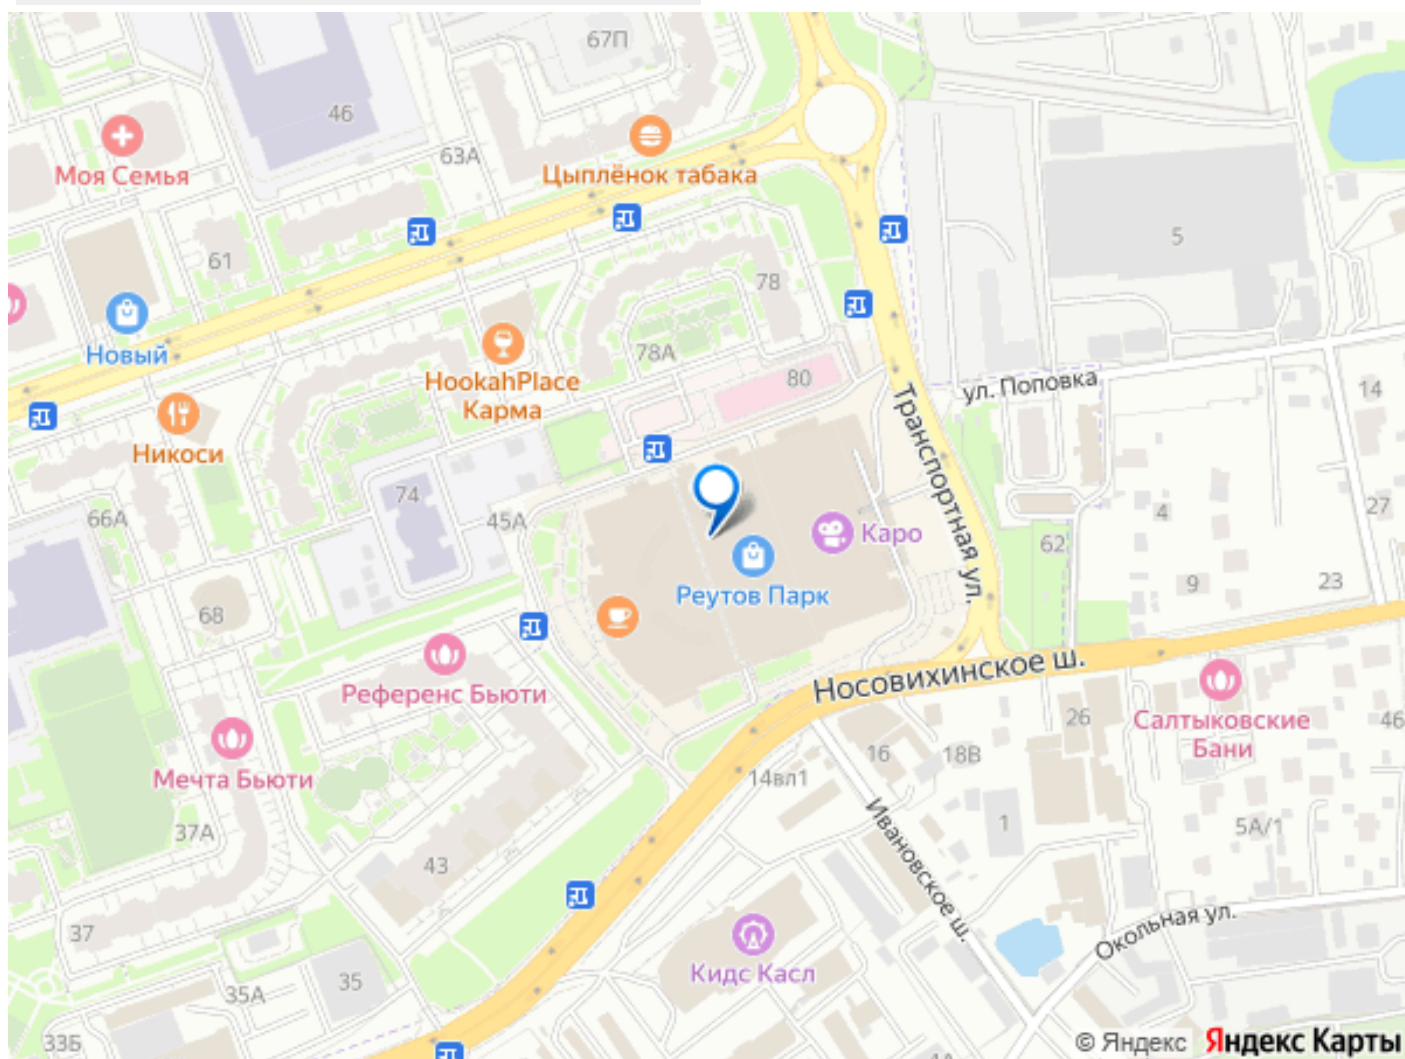 67П
46
63А
Моя Семья
Цыплёнок табака
5
61
78
Новый
78А
HookahPlace
Карма
80
ул. Поповка
14
Никоси
Транспортная ул.
74
66А
45А
Каро
4
27
62
Реутов Парк
9
23
68
Референс Бьюти
Носовихинское ш.
Салтыковские
Бани
26
46
16
18В
Мечта Бьюти
14вл1
37А
Ивановское ш.
1
5А/1
43
37
Окольная ул.
Кидс Касл
35
35А
33Б
1А
© Яндекс Яндекс Карты